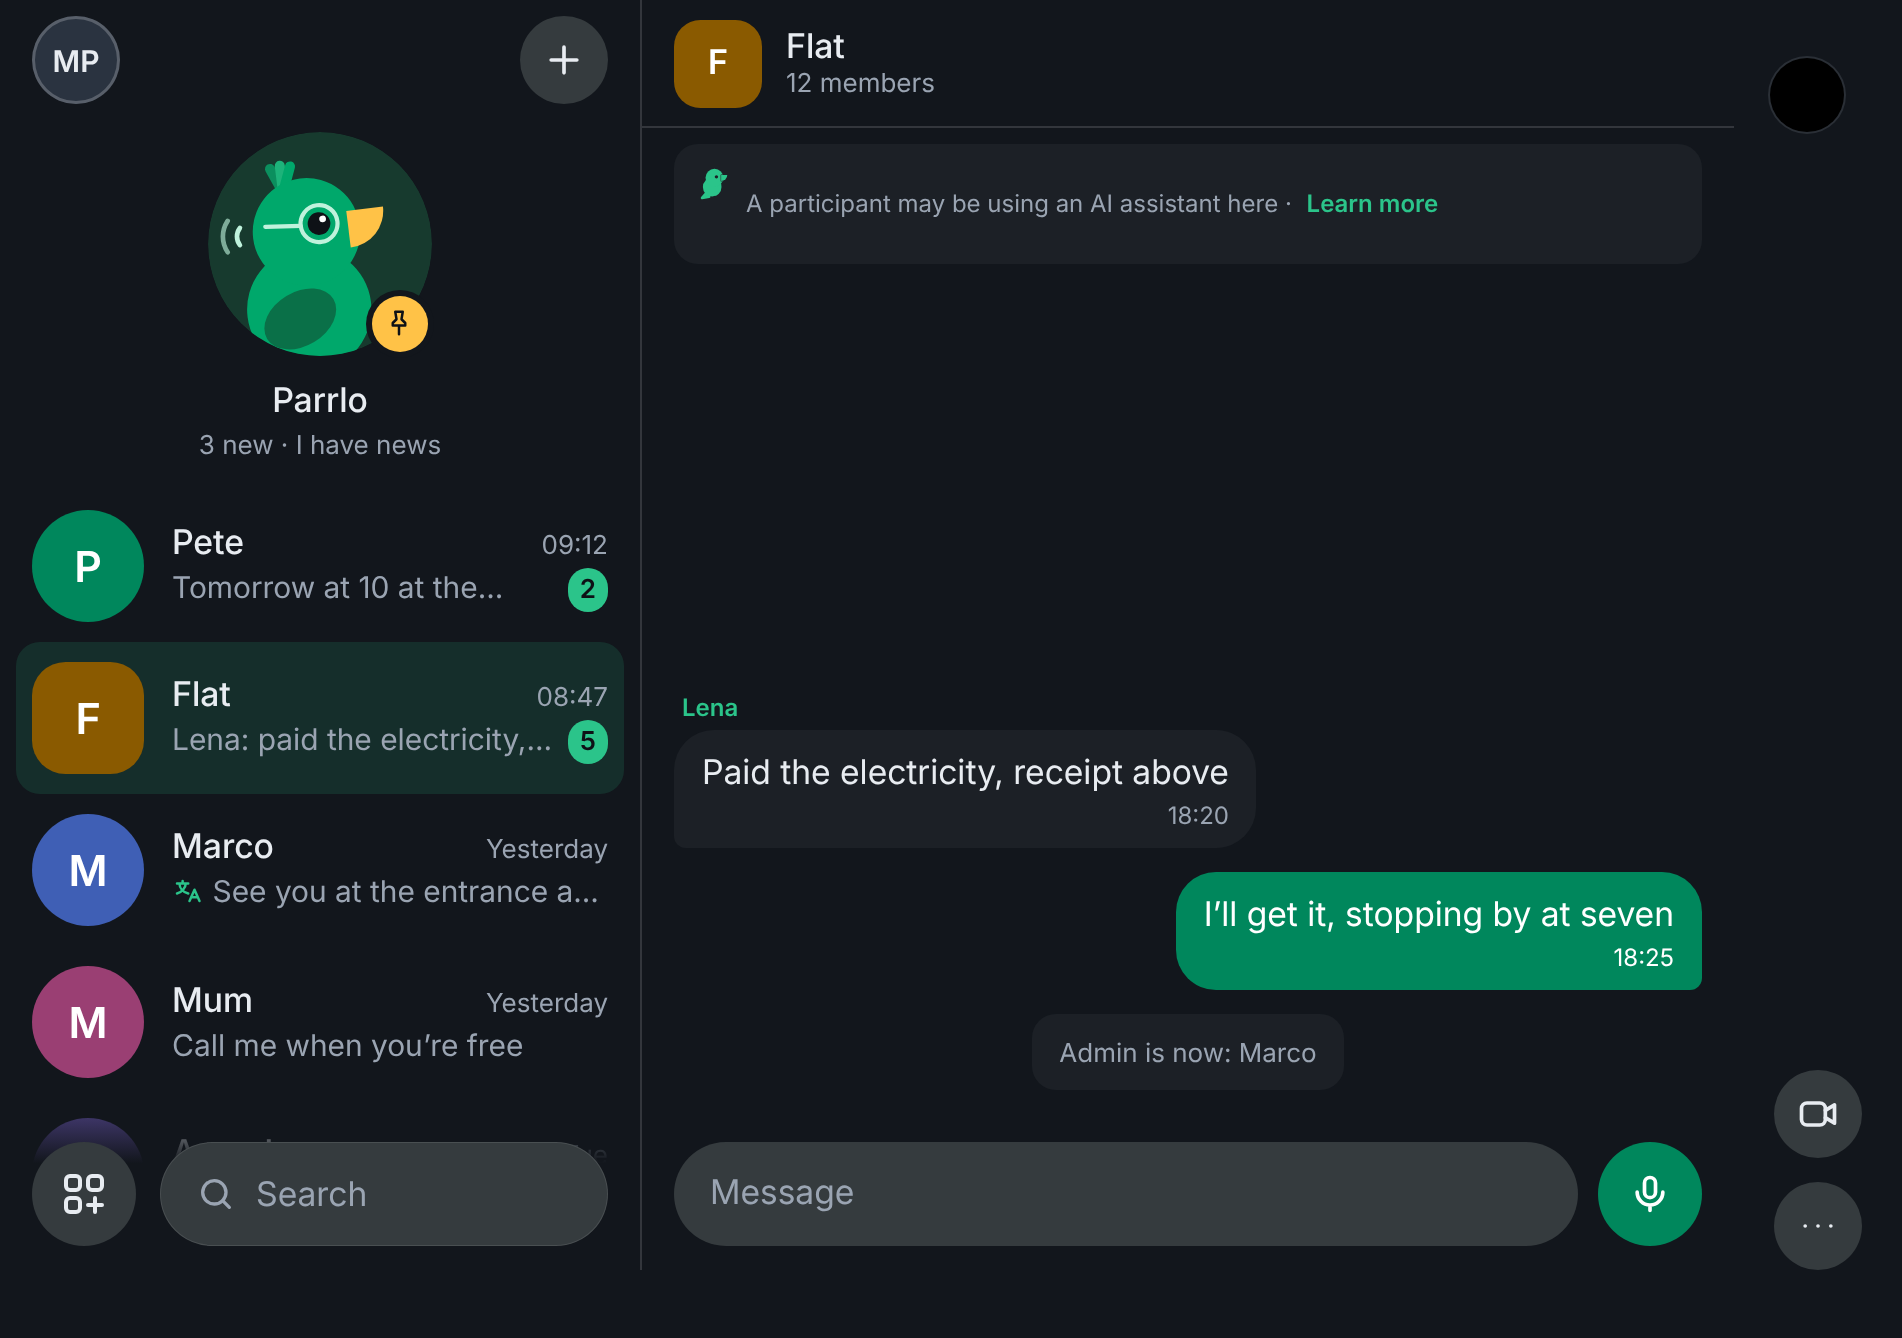 MP
Parrlo
3 new · I have news
P
Pete
09:12
Tomorrow at 10 at the...
2
F
Flat
08:47
Lena: paid the electricity,...
5
M
Marco
Yesterday
See you at the entrance a...
M
Mum
Yesterday
Call me when you’re free
Search
F
Flat
12 members
A participant may be using an AI assistant here · Learn more
Lena
Paid the electricity, receipt above
18:20
I’ll get it, stopping by at seven
18:25
Admin is now: Marco
Message